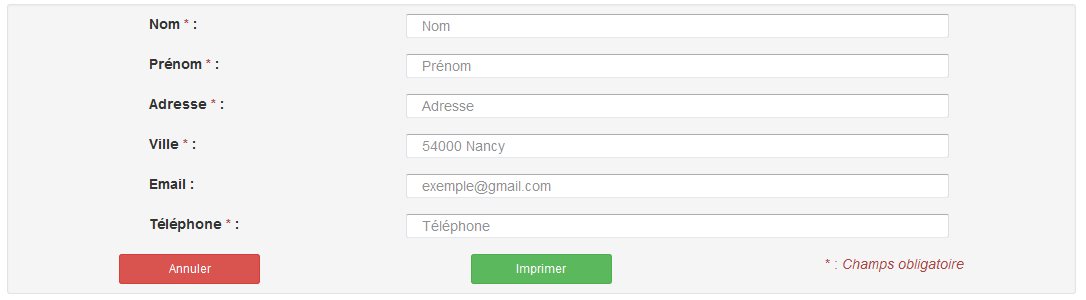 Nom * : Nom
Prénom * : Prénom
Adresse * : Adresse
Ville * : 54000 Nancy
Email : exemple@gmail.com
Téléphone * : Téléphone
Annuler Imprimer * : Champs obligatoire